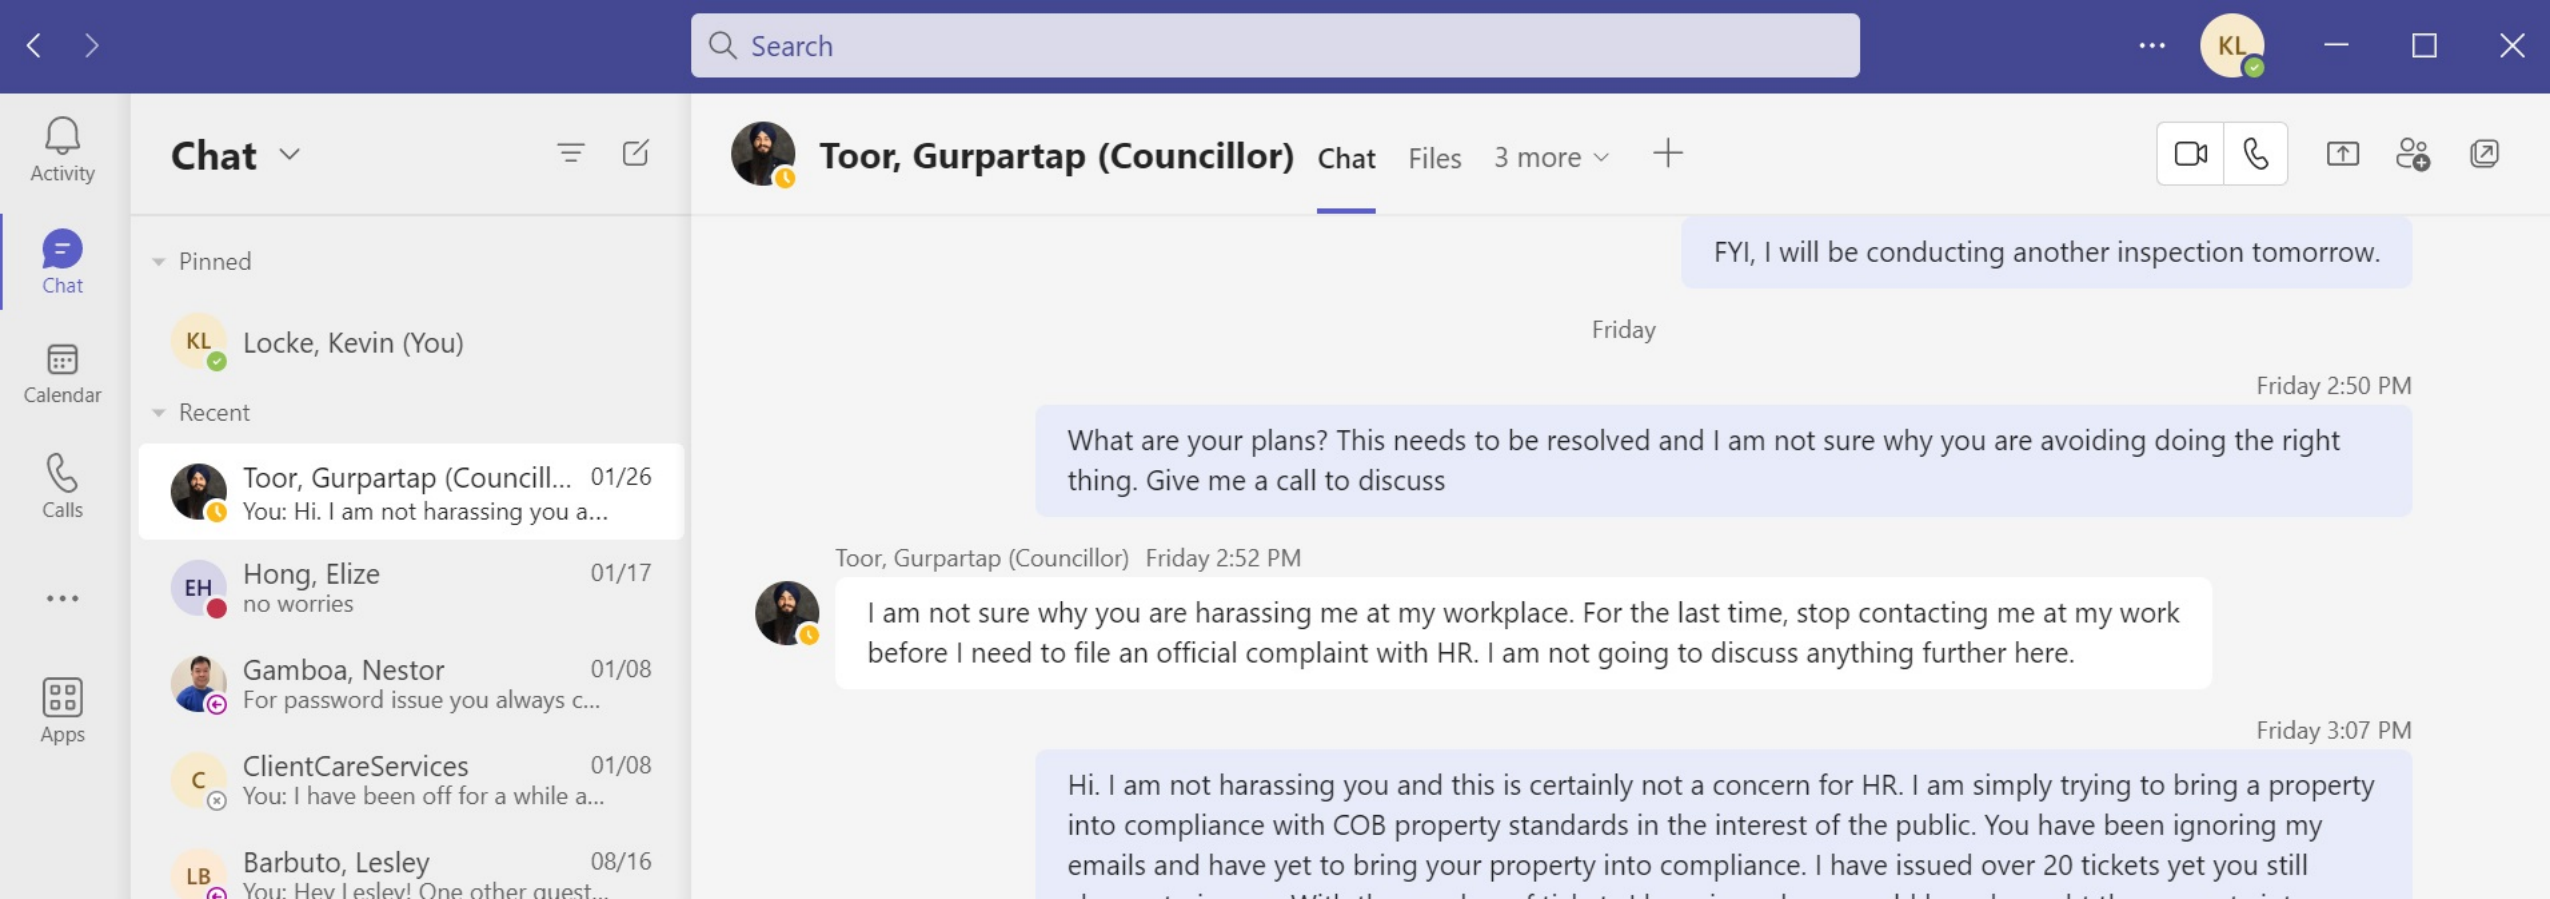 Search
KL
Activity
Chat
Calendar
Calls
Apps
Chat
Pinned
KL
Locke, Kevin (You)
Recent
Toor, Gurpartap (Councill... 01/26
You: Hi. I am not harassing you a...
EH
Hong, Elize 01/17
no worries
Gamboa, Nestor 01/08
For password issue you always c...
C
ClientCareServices 01/08
You: I have been off for a while a...
LB
Barbuto, Lesley 08/16
You: Hey Lesley! One other quest...
Toor, Gurpartap (Councillor) Chat Files 3 more
FYI, I will be conducting another inspection tomorrow.
Friday
Friday 2:50 PM
What are your plans? This needs to be resolved and I am not sure why you are avoiding doing the right
thing. Give me a call to discuss
Toor, Gurpartap (Councillor) Friday 2:52 PM
I am not sure why you are harassing me at my workplace. For the last time, stop contacting me at my work
before I need to file an official complaint with HR. I am not going to discuss anything further here.
Friday 3:07 PM
Hi. I am not harassing you and this is certainly not a concern for HR. I am simply trying to bring a property
into compliance with COB property standards in the interest of the public. You have been ignoring my
emails and have yet to bring your property into compliance. I have issued over 20 tickets yet you still